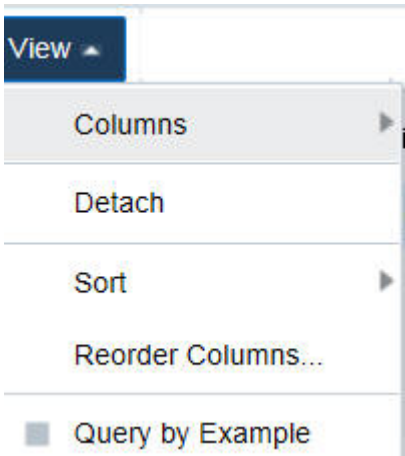 View
Columns
Detach
Sort
Reorder Columns...
Query by Example